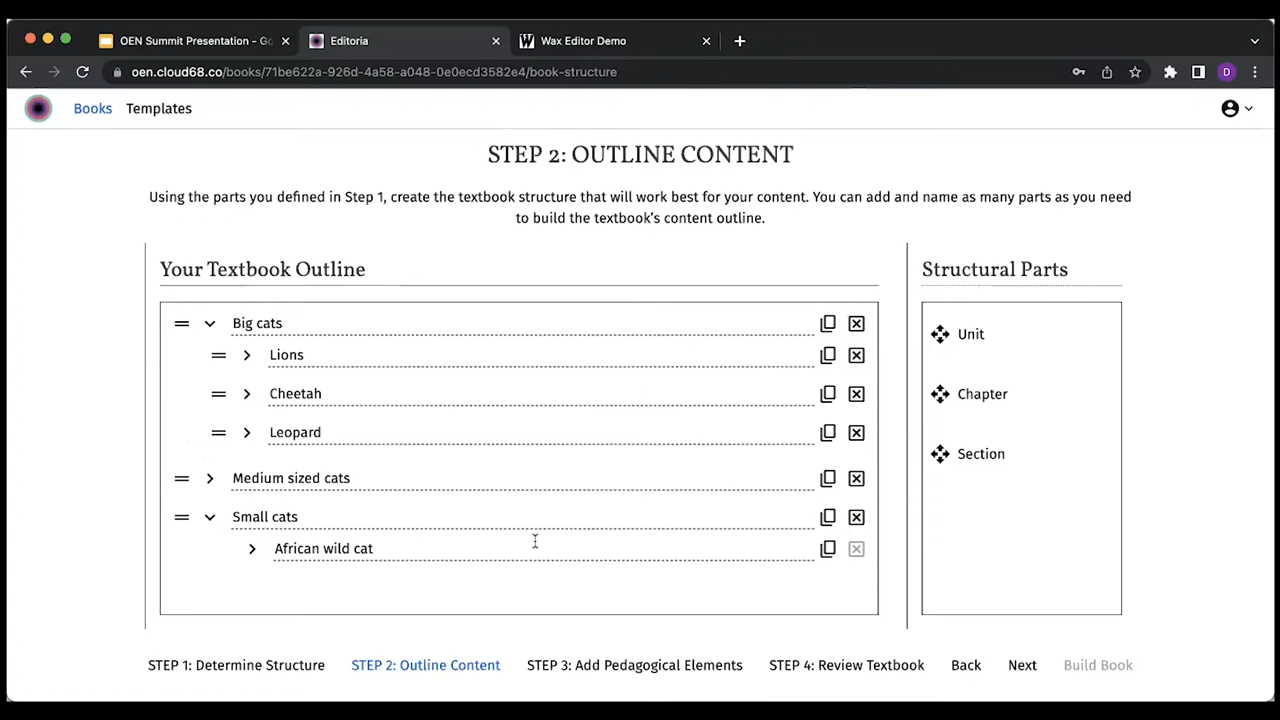 OEN Summit Presentation - Go
Editoria
Wax Editor Demo
oen.cloud68.co/books/71be622a-926d-4a58-a048-0e0ecd3582e4/book-structure
D
Books
Templates
STEP 2: OUTLINE CONTENT
Using the parts you defined in Step 1, create the textbook structure that will work best for your content. You can add and name as many parts as you need
to build the textbook's content outline.
Your Textbook Outline
Structural Parts
Big cats
Lions
Cheetah
Leopard
Medium sized cats
Small cats
African wild cat
Unit
Chapter
Section
STEP 1: Determine Structure
STEP 2: Outline Content
STEP 3: Add Pedagogical Elements
STEP 4: Review Textbook
Back
Next
Build Book